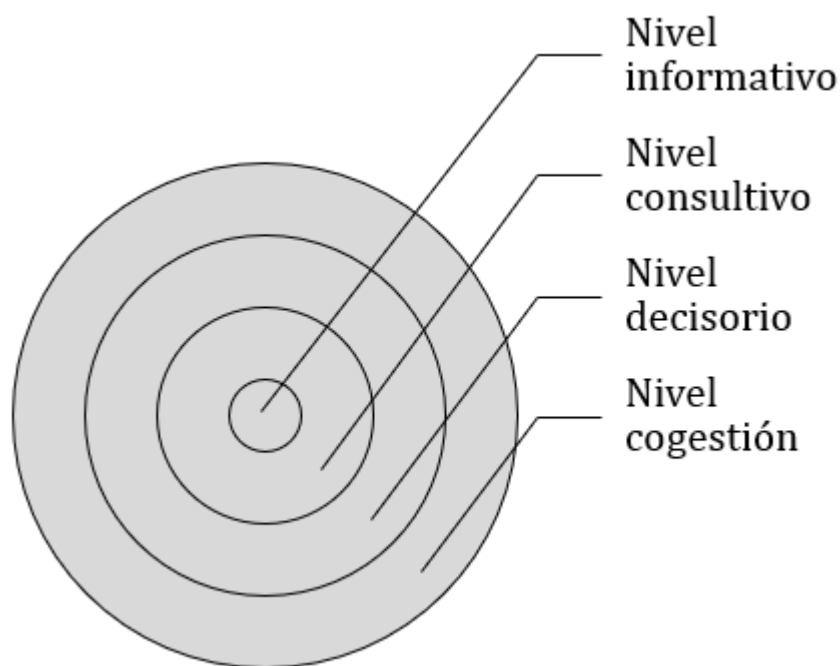 Nivel
informativo
Nivel
consultivo
Nivel
decisorio
Nivel
cogestión